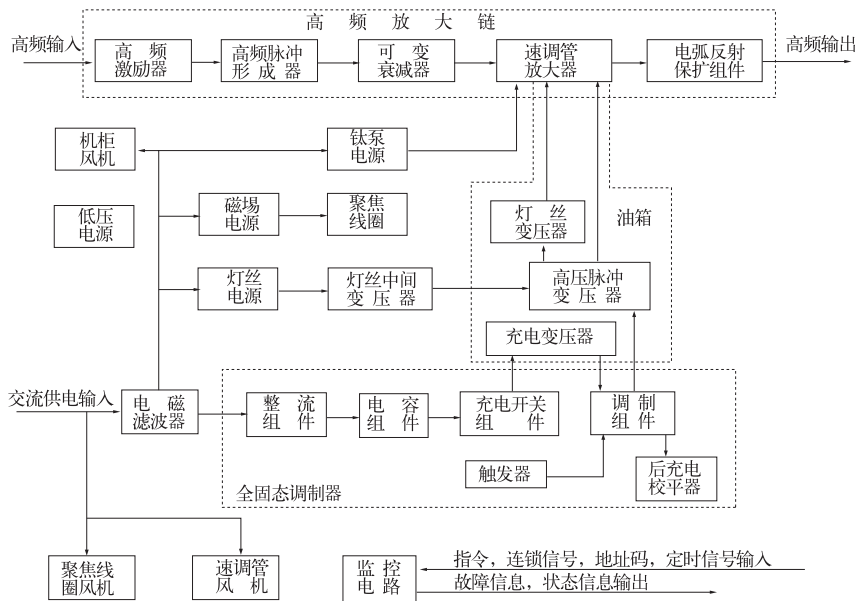 高频放大链
高频输入
高频
激励器
高频脉冲
形成器
可变
衰减器
速调管
放大器
电弧反射
保扩组件
高频输出
机柜
风机
钛泵
电源
低压
电源
磁场
电源
聚焦
线圈
灯丝
变压器
油箱
灯丝
电源
灯丝中间
变压器
高压脉冲
变压器
充电变压器
交流供电输入
电磁
滤波器
整流
组件
电容
组件
充电开关
组件
调制
组件
触发器
后充电
校平器
全固态调制器
聚焦线
圈风机
速调管
风机
监控
电路
指令，连锁信号，地址码，定时信号输入
故障信息，状态信息输出